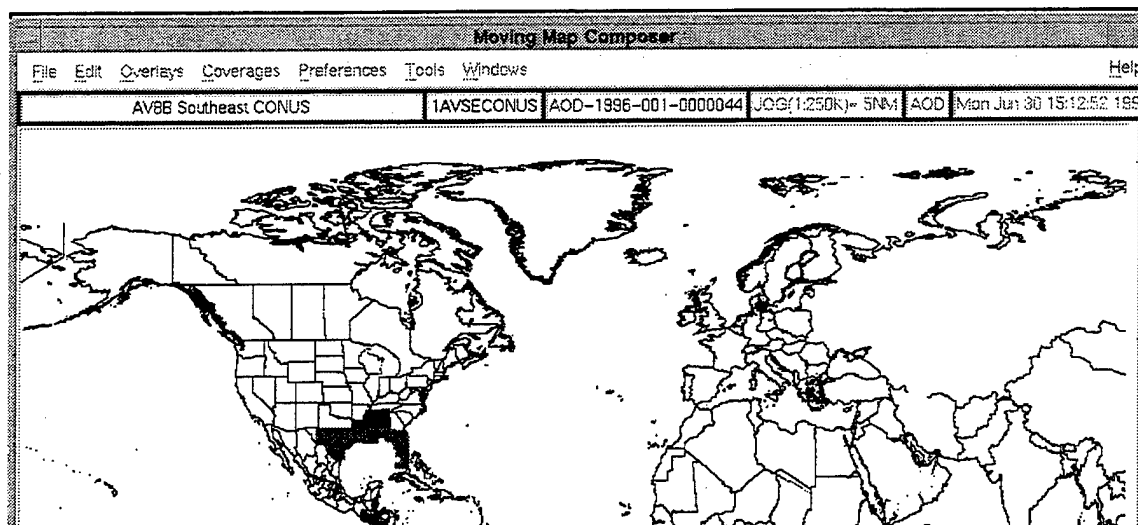 Moving Map Composer
File Edit Overlays Coverages Preferences Tools Windows Help
AV8B Southeast CONUS 1AVSECONUS AOD-1996-001-0000044 JOG(1:250K)~ 5NM AOD Mon Jun 30 15:12:52 199